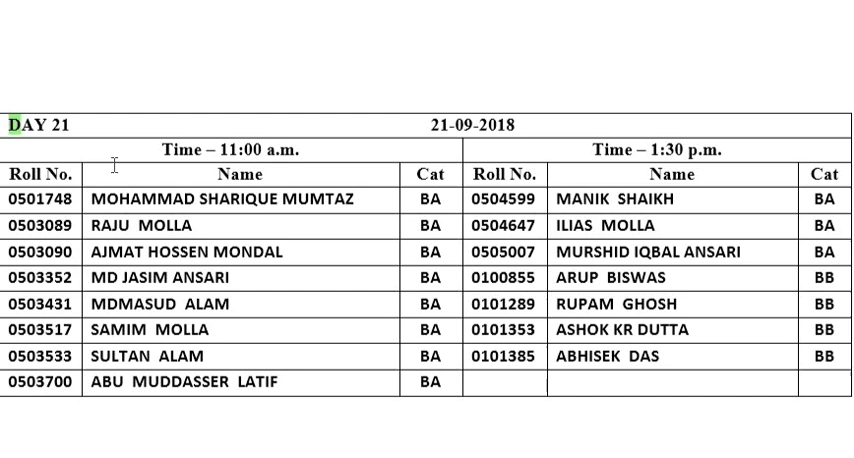 DAY 21 21-09-2018
Time – 11:00 a.m. Time – 1:30 p.m.
Roll No. Name Cat Roll No. Name Cat
0501748 MOHAMMAD SHARIQUE MUMTAZ BA 0504599 MANIK SHAIKH BA
0503089 RAJU MOLLA BA 0504647 ILIAS MOLLA BA
0503090 AJMAT HOSSEN MONDAL BA 0505007 MURSHID IQBAL ANSARI BA
0503352 MD JASIM ANSARI BA 0100855 ARUP BISWAS BB
0503431 MDMASUD ALAM BA 0101289 RUPAM GHOSH BB
0503517 SAMIM MOLLA BA 0101353 ASHOK KR DUTTA BB
0503533 SULTAN ALAM BA 0101385 ABHISEK DAS BB
0503700 ABU MUDDASSER LATIF BA